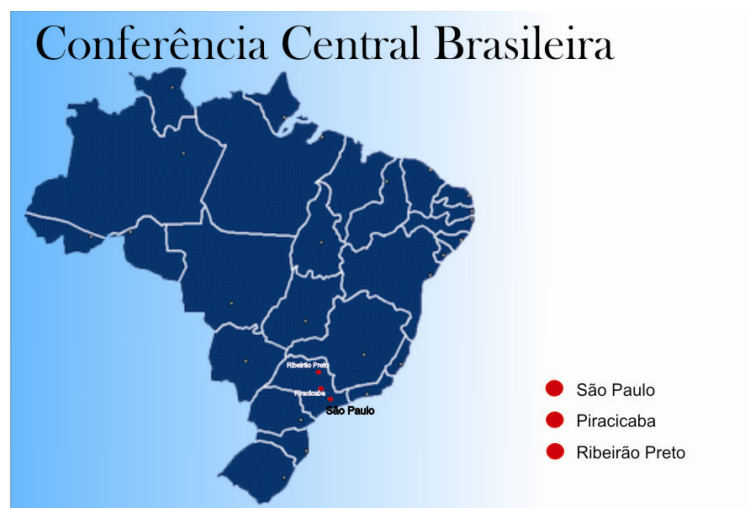 Conferência Central Brasileira
Ribeirão Preto
Piracicaba
São Paulo
São Paulo
Piracicaba
Ribeirão Preto